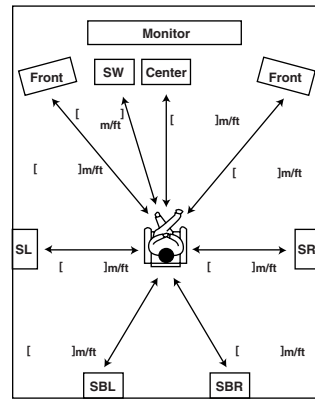 Monitor
Front
SW
Center
Front
[ ]
m/ft
[ ]m/ft
[ ]m/ft
[ ]m/ft
SL
[ ]m/ft
[ ]m/ft
SR
[ ]m/ft
[ ]m/ft
SBL
SBR